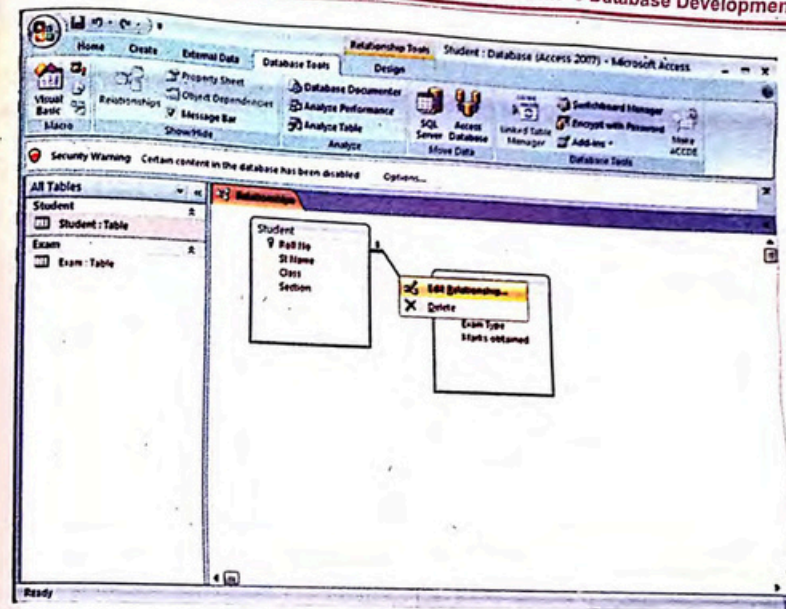 Database Development
Relationship Tools
Student : Database (Access 2007) - Microsoft Access
Home Create External Data Database Tools Design
Visual Basic
Macro
Relationships
Property Sheet
Object Dependencies
Message Bar
Show/Hide
Database Documenter
Analyze Performance
Analyze Table
Analyze
SQL Server
Access Database
Move Data
Linked Table Manager
Switchboard Manager
Encrypt with Password
Add-ins
Make ACCDE
Database Tools
Security Warning Certain content in the database has been disabled Options...
All Tables
Relationships
Student
Student : Table
Exam
Exam : Table
Student
Roll No
St Name
Class
Section
Edit Relationship...
Delete
Exam Type
Marks obtained
Ready